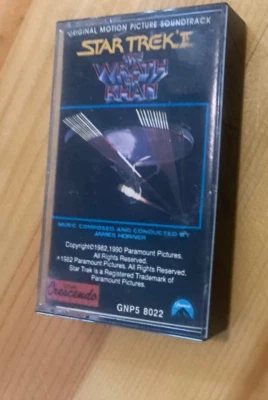 ORIGINAL MOTION PICTURE SOUNDTRACK
STAR TREK II
THE
WRATH
OF
KHAN
MUSIC COMPOSED AND CONDUCTED BY
JAMES HORNER
Copyright©1982,1990 Paramount Pictures.
All Rights Reserved.
1982 Paramount Pictures. All Rights Reserved.
Star Trek is a Registered Trademark of
Paramount Pictures.
Crescendo
GNP5 8022
Paramount